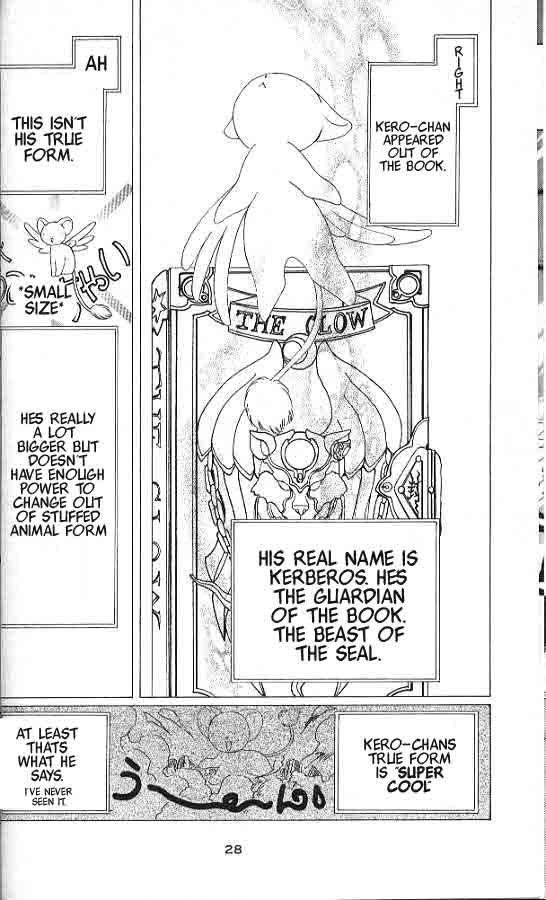 R
I
G
H
T
KERO-CHAN
APPEARED
OUT OF
THE BOOK.
THE CLOW
THE CLOW
HIS REAL NAME IS
KERBEROS. HES
THE GUARDIAN
OF THE BOOK.
THE BEAST OF
THE SEAL.
AH
THIS ISN'T
HIS TRUE
FORM.
*SMALL
SIZE*
HES REALLY
A LOT
BIGGER BUT
DOESN'T
HAVE ENOUGH
POWER TO
CHANGE OUT
OF STUFFED
ANIMAL FORM
KERO-CHANS
TRUE FORM
IS "SUPER
COOL"
AT LEAST
THATS
WHAT HE
SAYS.
I'VE NEVER
SEEN IT.
28